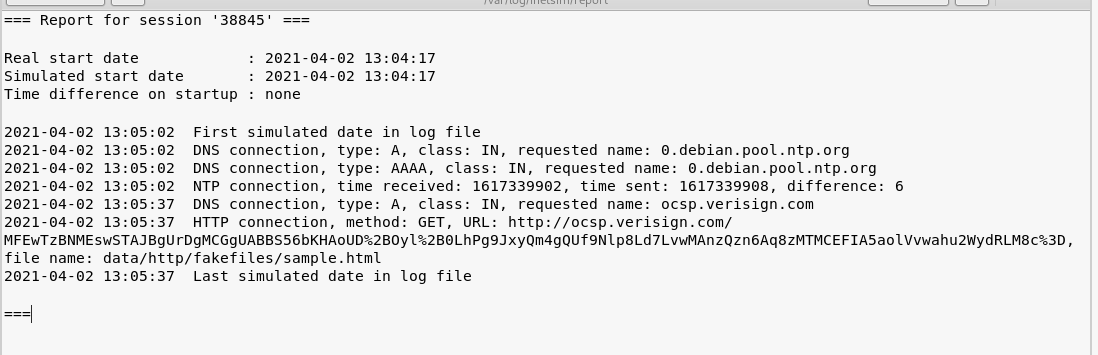 /var/log/inetsim/report
=== Report for session '38845' ===
Real start date : 2021-04-02 13:04:17
Simulated start date : 2021-04-02 13:04:17
Time difference on startup : none
2021-04-02 13:05:02 First simulated date in log file
2021-04-02 13:05:02 DNS connection, type: A, class: IN, requested name: 0.debian.pool.ntp.org
2021-04-02 13:05:02 DNS connection, type: AAAA, class: IN, requested name: 0.debian.pool.ntp.org
2021-04-02 13:05:02 NTP connection, time received: 1617339902, time sent: 1617339908, difference: 6
2021-04-02 13:05:37 DNS connection, type: A, class: IN, requested name: ocsp.verisign.com
2021-04-02 13:05:37 HTTP connection, method: GET, URL: http://ocsp.verisign.com/
MFEwTzBNMEswSTAJBgUrDgMCGgUABBS56bKHAoUD%2BOyl%2B0LhPg9JxyQm4gQUf9Nlp8Ld7LvwMAnzQzn6Aq8zMTMCEFIA5aolVvwahu2WydRLM8c%3D,
file name: data/http/fakefiles/sample.html
2021-04-02 13:05:37 Last simulated date in log file
===